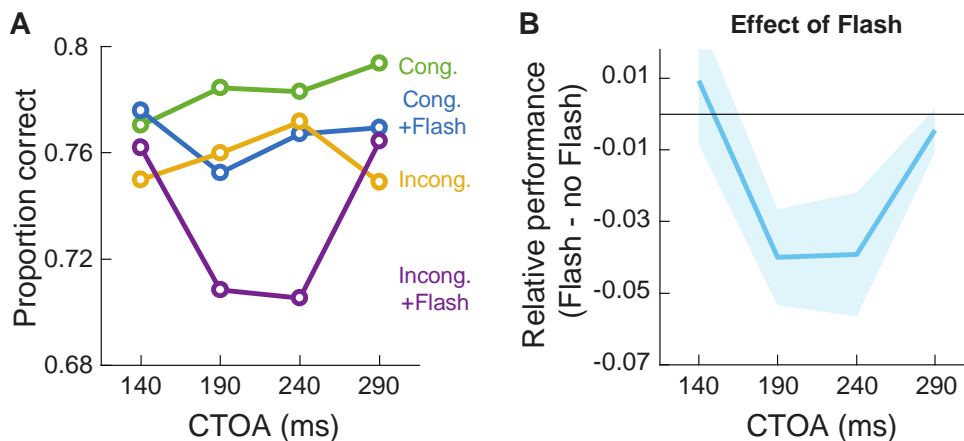 A
Proportion correct
0.8
0.76
0.72
0.68
Cong.
Cong.
+Flash
Incong.
Incong.
+Flash
140 190 240 290
CTOA (ms)
B
Effect of Flash
Relative performance
(Flash - no Flash)
0.01
-0.01
-0.03
-0.05
-0.07
140 190 240 290
CTOA (ms)